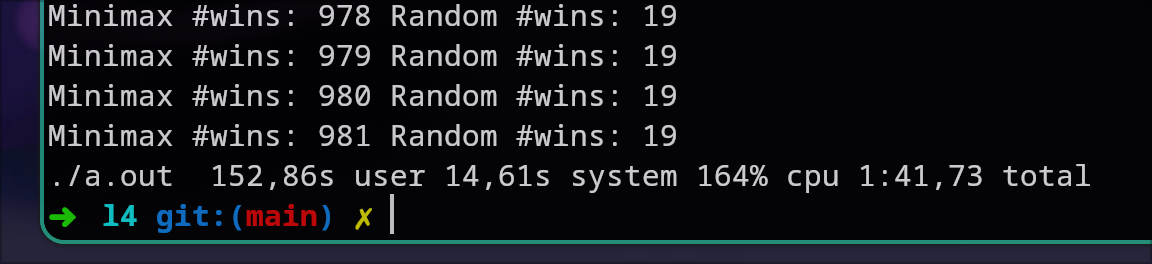 Minimax #wins: 978 Random #wins: 19
Minimax #wins: 979 Random #wins: 19
Minimax #wins: 980 Random #wins: 19
Minimax #wins: 981 Random #wins: 19
./a.out  152,86s user 14,61s system 164% cpu 1:41,73 total
➜ l4 git:(main) ✗